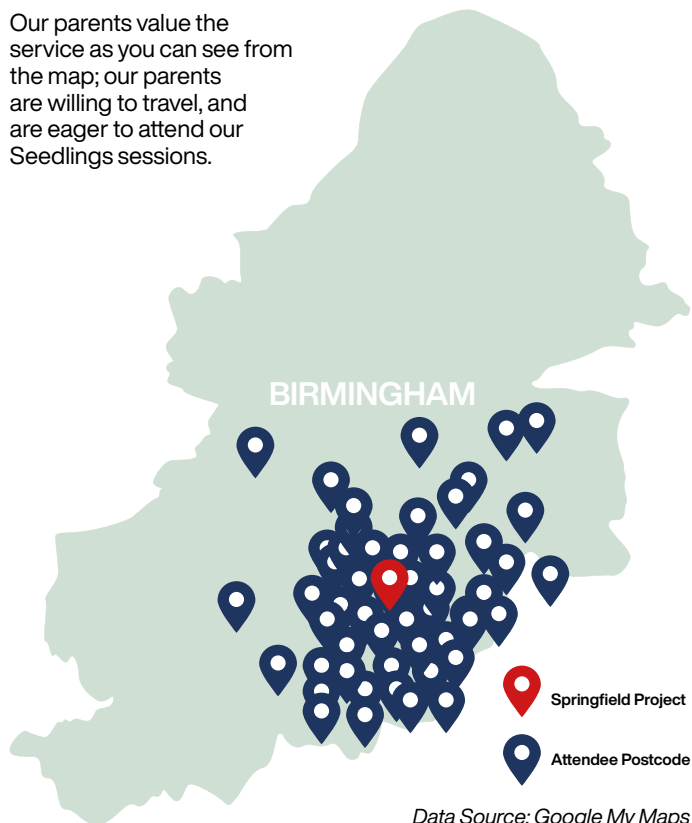 Our parents value the
service as you can see from
the map; our parents
are willing to travel, and
are eager to attend our
Seedlings sessions.
BIRMINGHAM
Springfield Project
Attendee Postcode
Data Source: Google My Maps